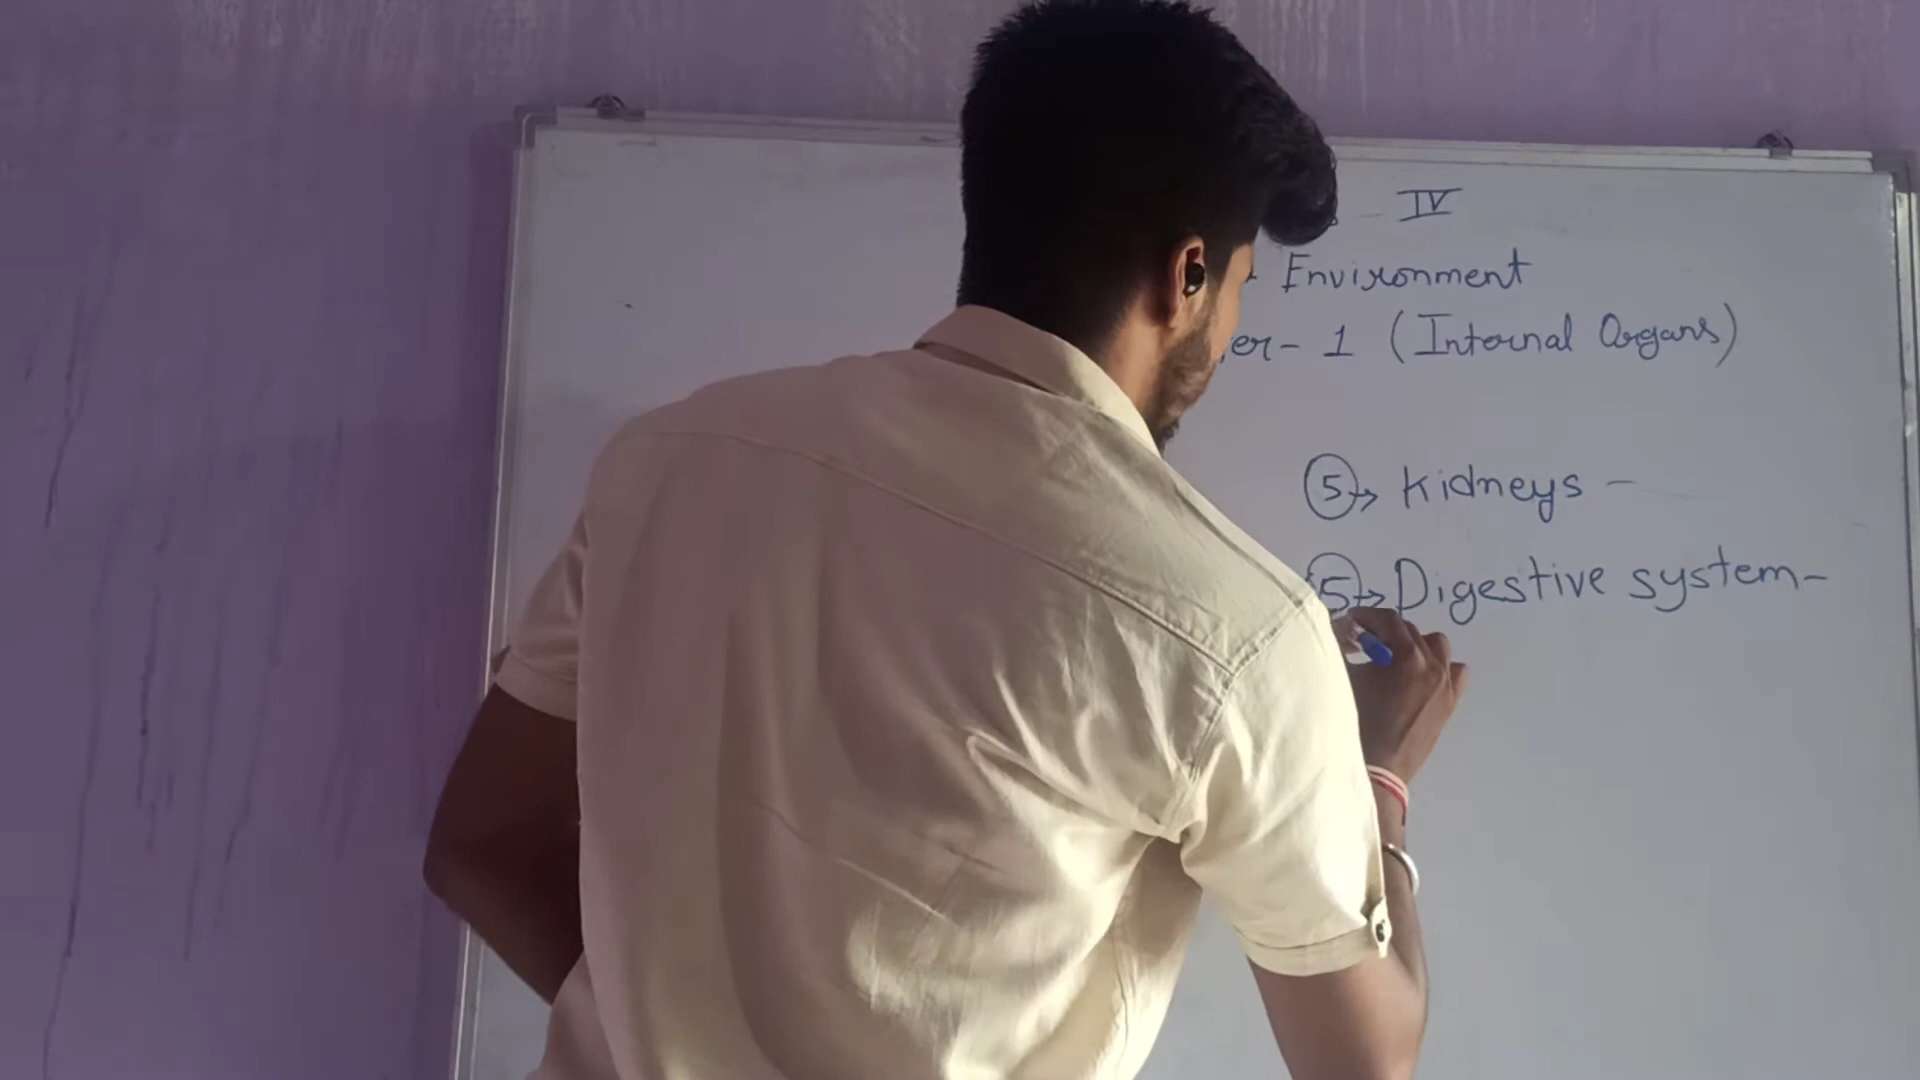 - IV
- Environment
er- 1 (Internal Organs)
5→ Kidneys -
5→ Digestive system-